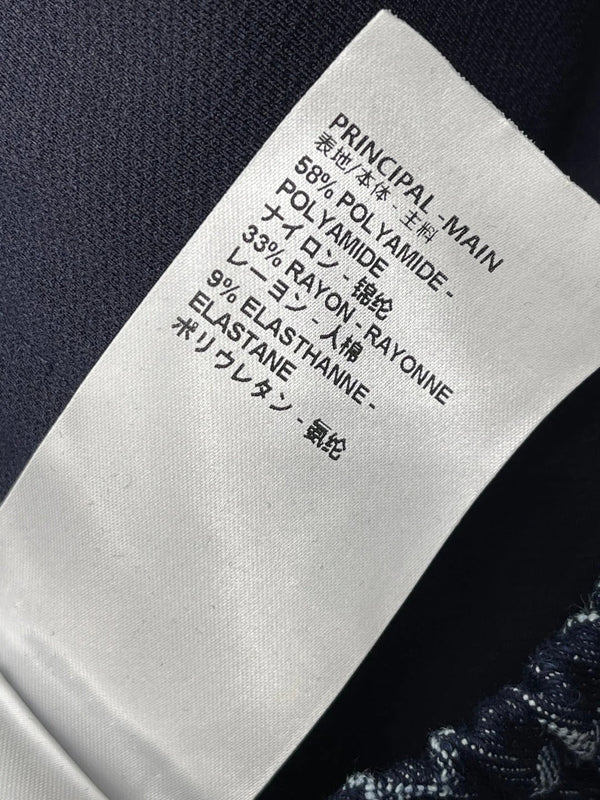 PRINCIPAL -MAIN
表地/本体 - 主料
58% POLYAMIDE -
POLYAMIDE
ナイロン - 锦纶
33% RAYON - RAYONNE
レーヨン - 人棉
9% ELASTHANNE -
ELASTANE
ポリウレタン - 氨纶